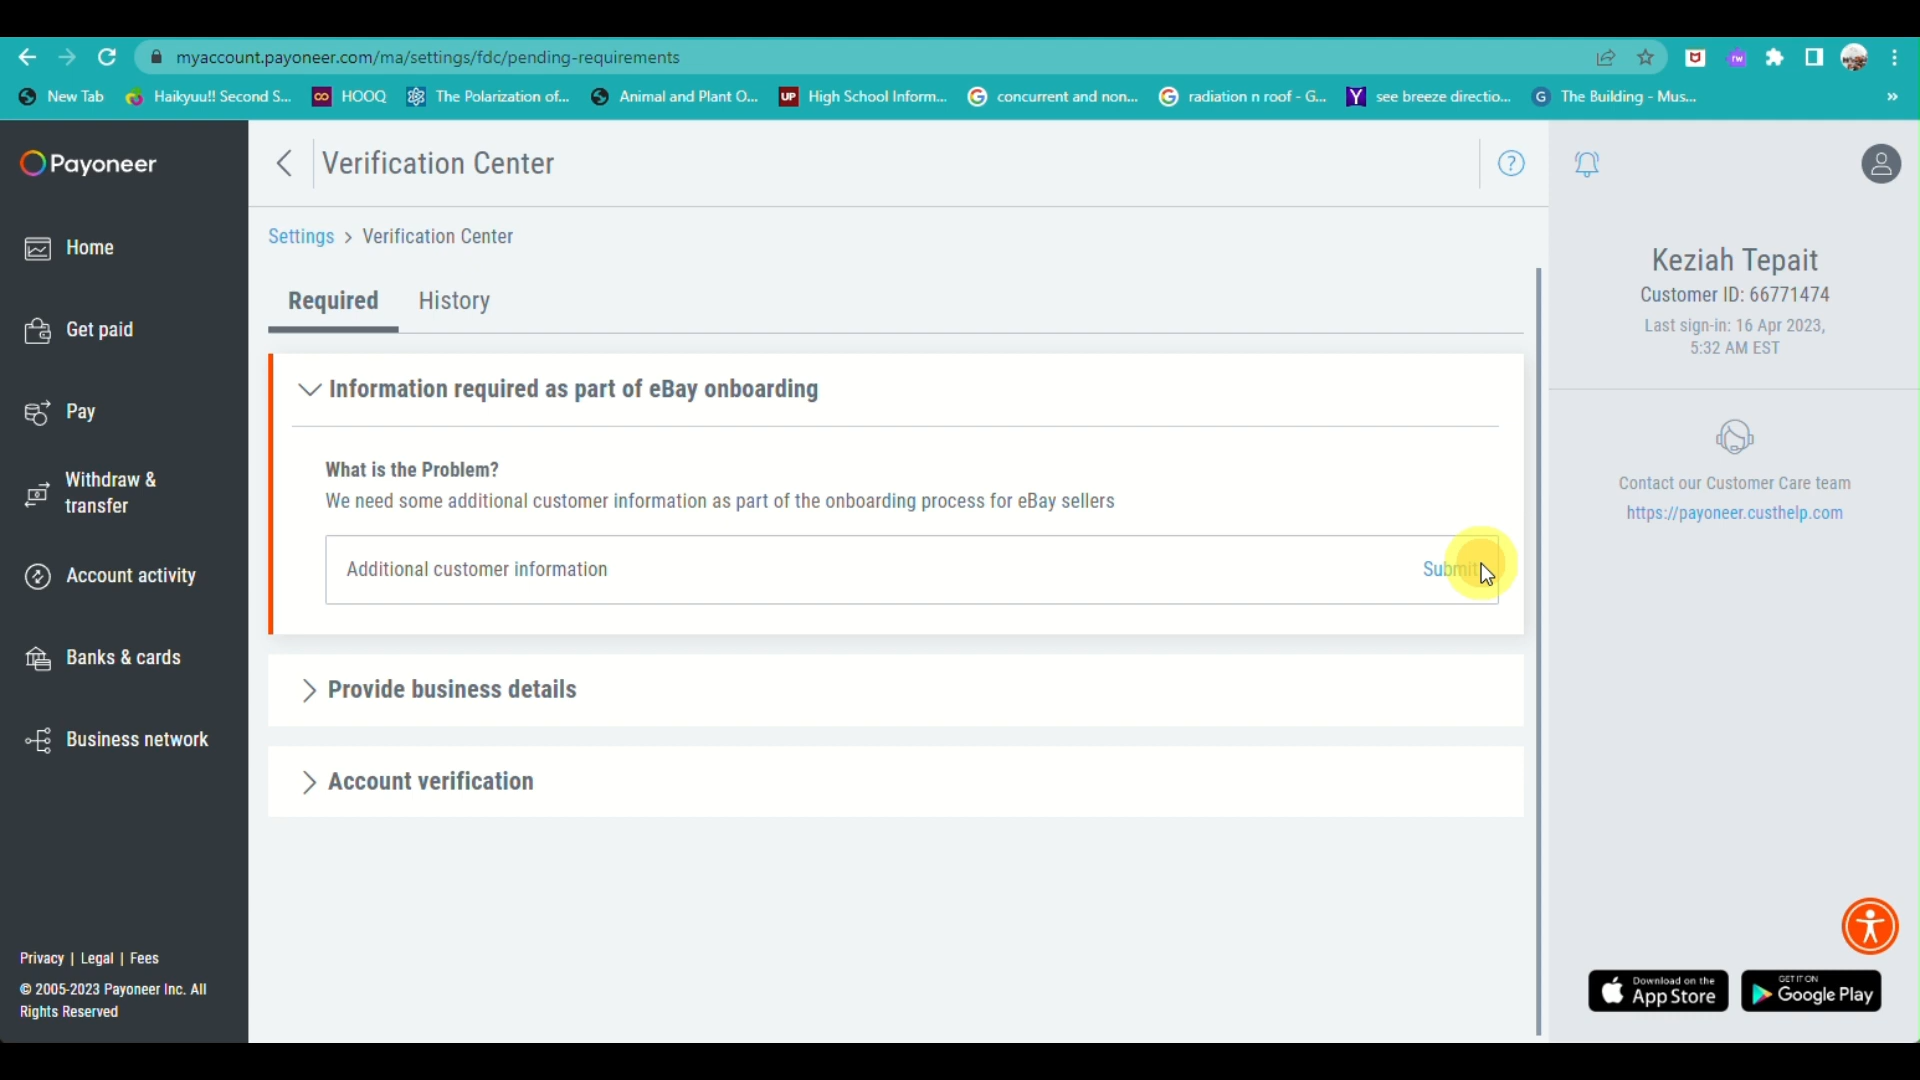 myaccount.payoneer.com/ma/settings/fdc/pending-requirements
New Tab
Haikyuu!! Second S...
HOOQ
The Polarization of...
Animal and Plant O...
UP High School Inform...
concurrent and non...
radiation n roof - G...
see breeze directio...
The Building - Mus...
»
Payoneer
Home
Get paid
Pay
Withdraw &
transfer
Account activity
Banks & cards
Business network
Privacy | Legal | Fees
© 2005-2023 Payoneer Inc. All
Rights Reserved
Verification Center
?
Settings > Verification Center
Required
History
Information required as part of eBay onboarding
What is the Problem?
We need some additional customer information as part of the onboarding process for eBay sellers
Additional customer information
Submit
Provide business details
Account verification
Keziah Tepait
Customer ID: 66771474
Last sign-in: 16 Apr 2023,
5:32 AM EST
Contact our Customer Care team
https://payoneer.custhelp.com
Download on the
App Store
GET IT ON
Google Play